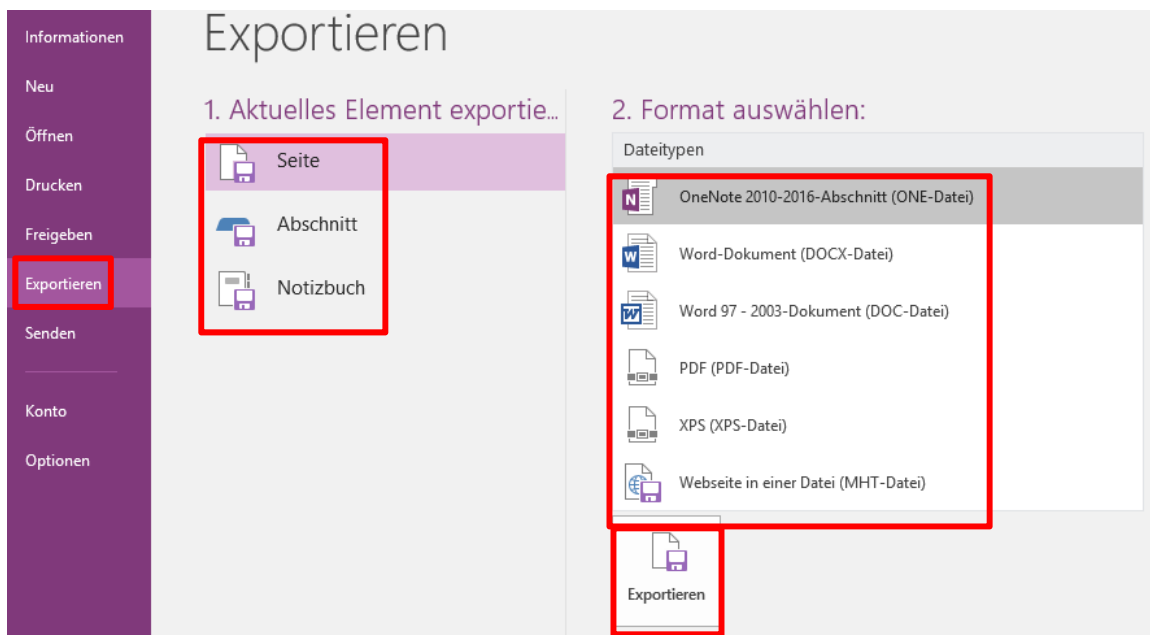 Informationen
Neu
Öffnen
Drucken
Freigeben
Exportieren
Senden
Konto
Optionen
Exportieren
1. Aktuelles Element exportie...
Seite
Abschnitt
Notizbuch
2. Format auswählen:
Dateitypen
OneNote 2010-2016-Abschnitt (ONE-Datei)
Word-Dokument (DOCX-Datei)
Word 97 - 2003-Dokument (DOC-Datei)
PDF (PDF-Datei)
XPS (XPS-Datei)
Webseite in einer Datei (MHT-Datei)
Exportieren